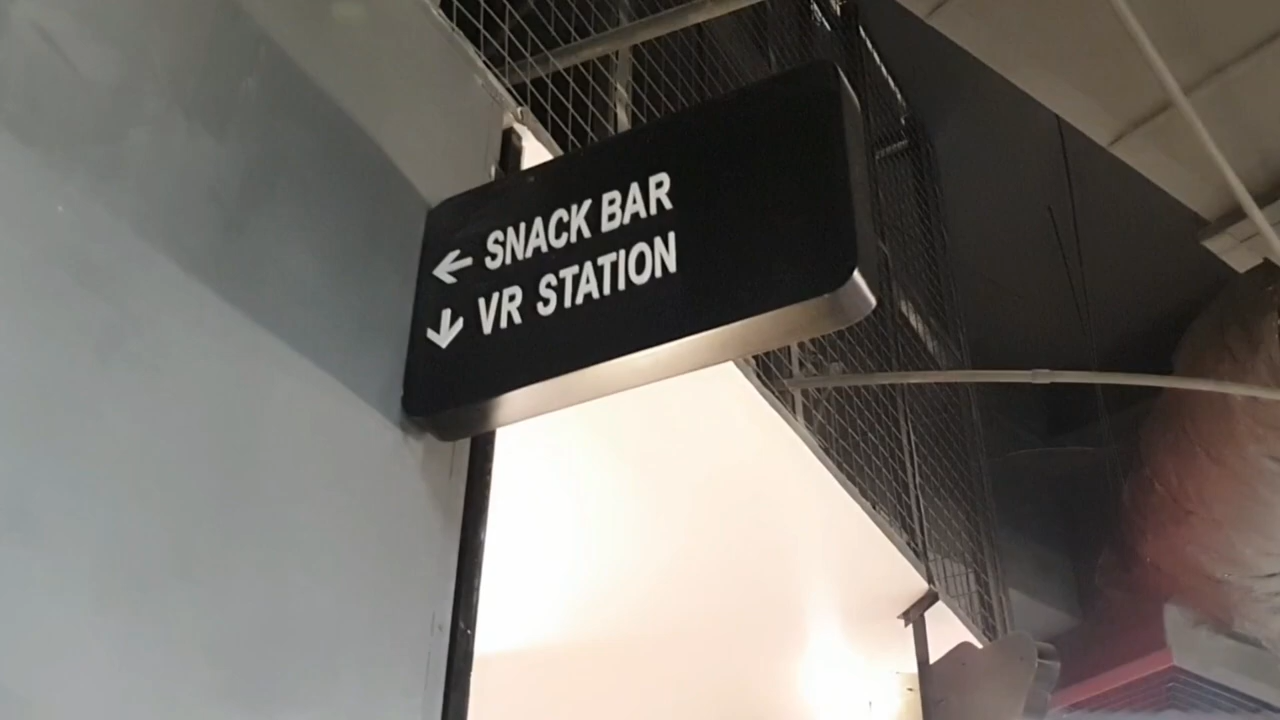 ← SNACK BAR
↓ VR STATION